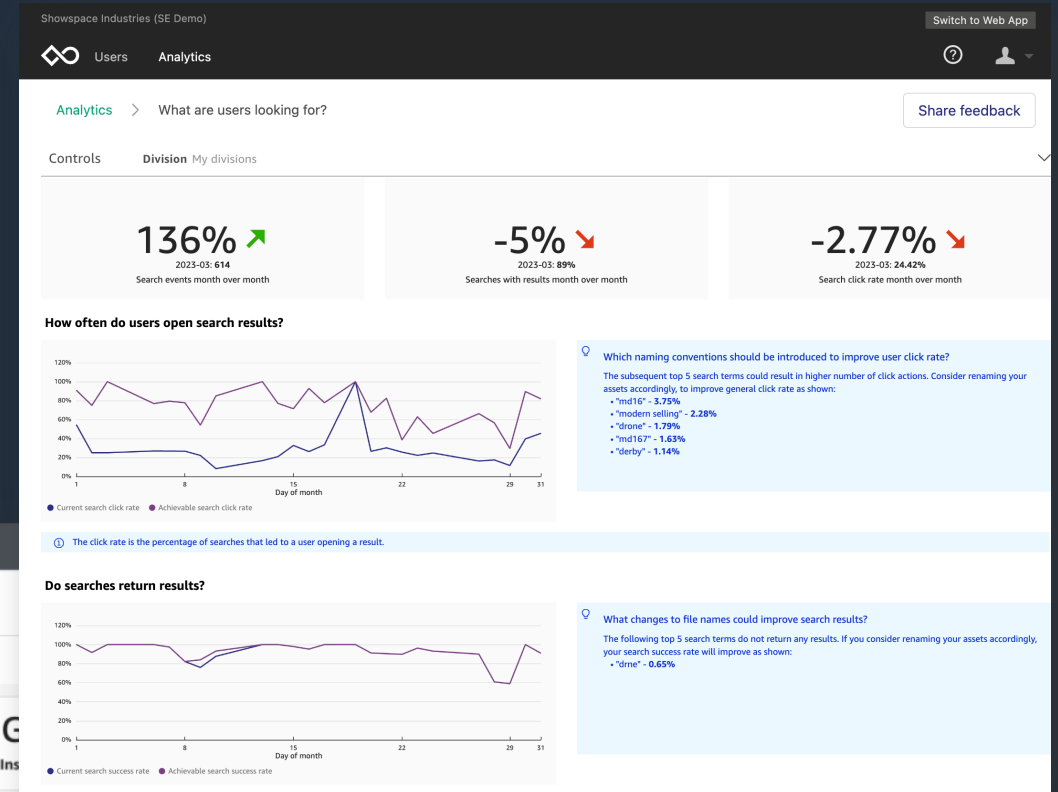 Showspace Industries (SE Demo)
Switch to Web App
Users Analytics
Analytics > What are users looking for?
Share feedback
Controls Division My divisions
136%
2023-03: 614
Search events month over month
-5%
2023-03: 89%
Searches with results month over month
-2.77%
2023-03: 24.42%
Search click rate month over month
How often do users open search results?
120%
100%
80%
60%
40%
20%
0%
1 8 15 22 29 31
Day of month
Current search click rate Achievable search click rate
Which naming conventions should be introduced to improve user click rate?
The subsequent top 5 search terms could result in higher number of click actions. Consider renaming your
assets accordingly, to improve general click rate as shown:
• "md16" - 3.75%
• "modern selling" - 2.28%
• "drone" - 1.79%
• "md167" - 1.63%
• "derby" - 1.14%
The click rate is the percentage of searches that led to a user opening a result.
Do searches return results?
120%
100%
80%
60%
40%
20%
0%
1 8 15 22 29 31
Day of month
Current search success rate Achievable search success rate
What changes to file names could improve search results?
The following top 5 search terms do not return any results. If you consider renaming your assets accordingly,
your search success rate will improve as shown:
• "drne" - 0.65%
G
Ins